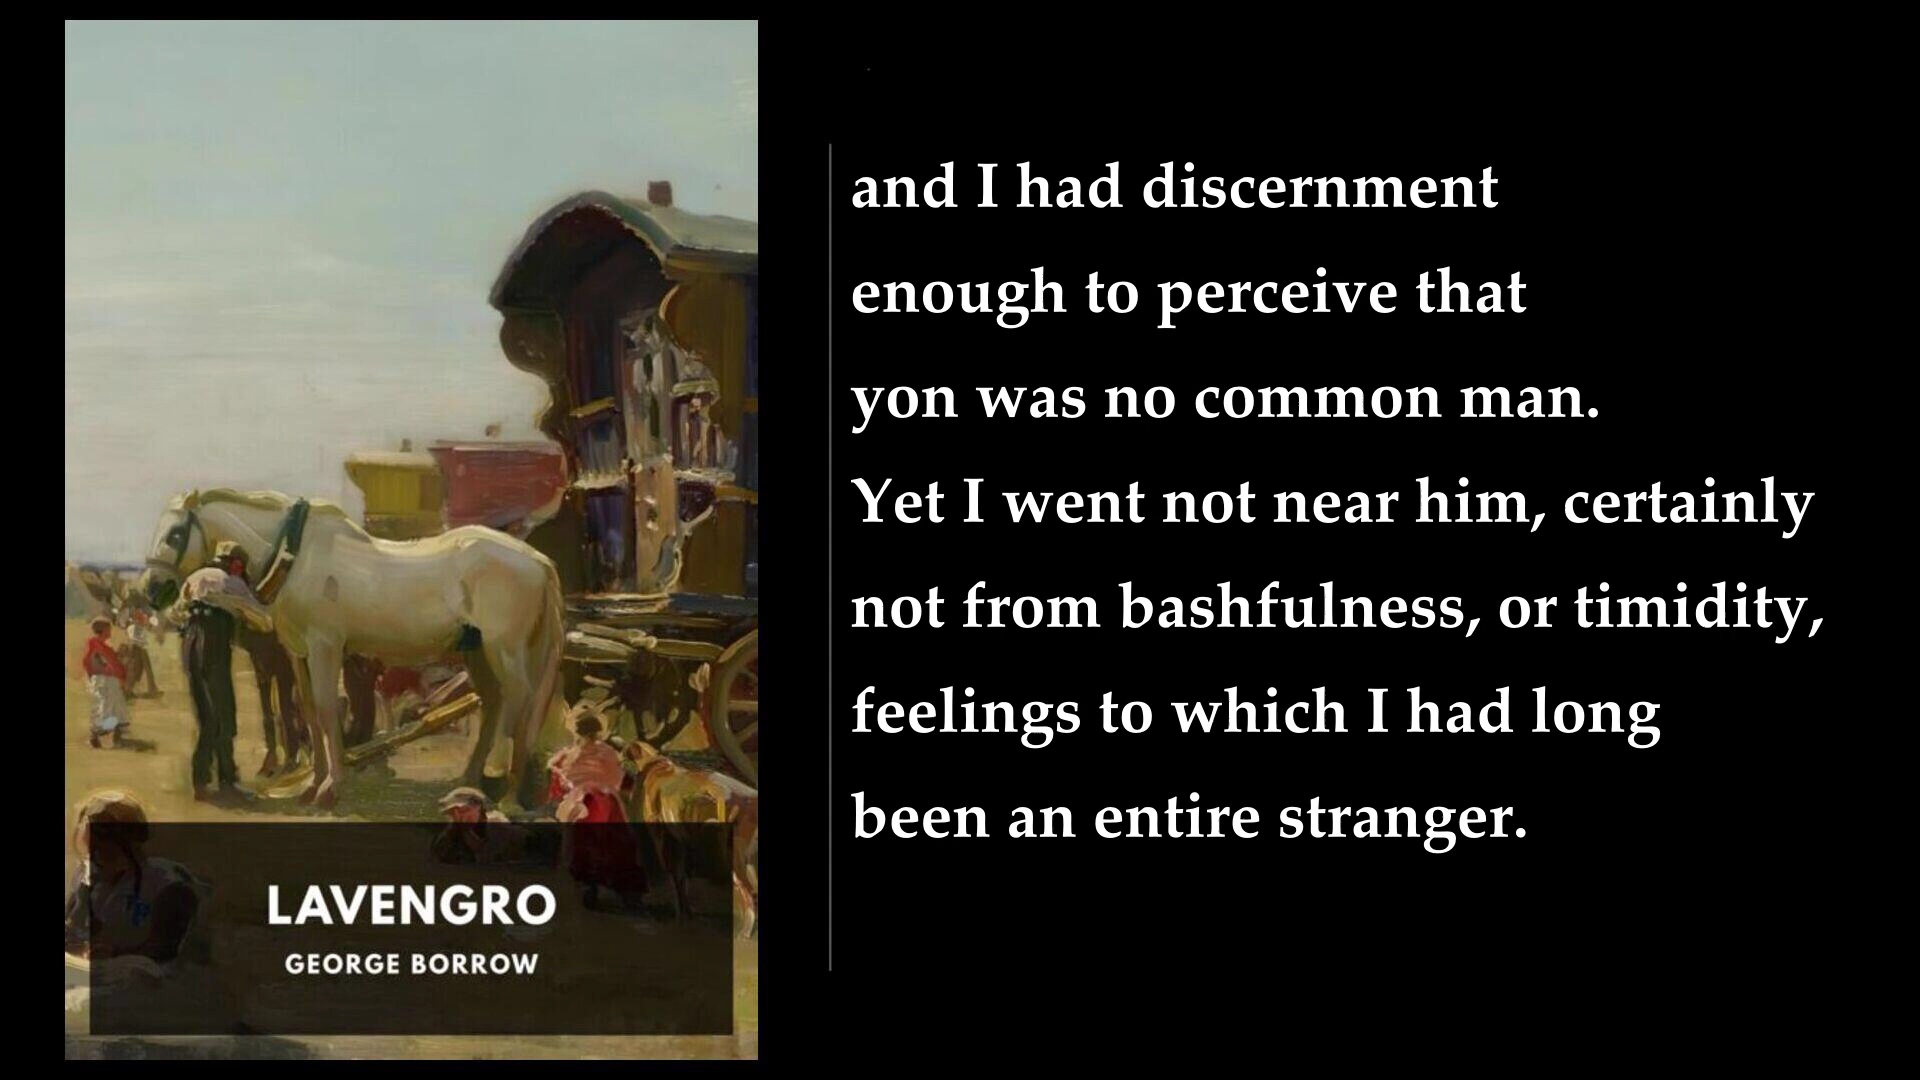 LAVENGRO
GEORGE BORROW
and I had discernment
enough to perceive that
yon was no common man.
Yet I went not near him, certainly
not from bashfulness, or timidity,
feelings to which I had long
been an entire stranger.